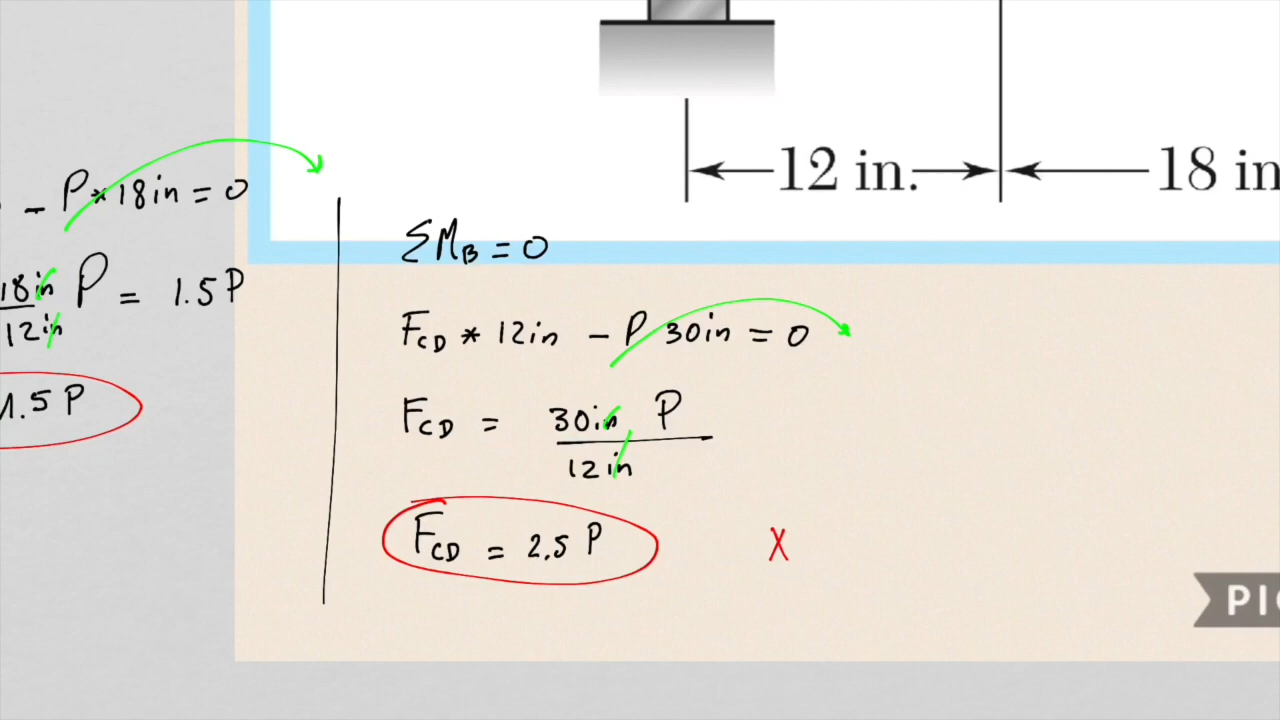 12 in.
18 in
- P * 18in = 0
18in P = 1.5P
12in
1.5 P
ΣM_B = 0
F_CD * 12in - P 30in = 0
F_CD = 30in P
12in
F_CD = 2.5 P
X